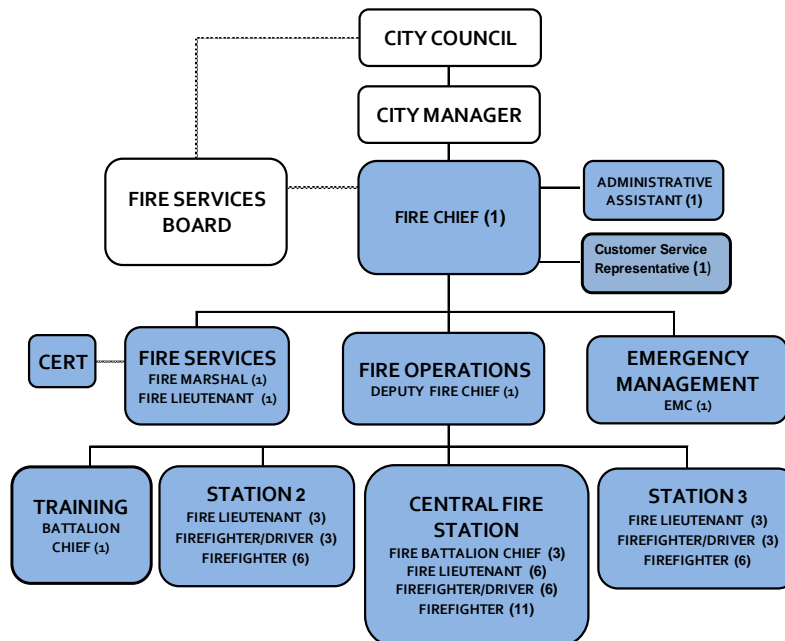 CITY COUNCIL
CITY MANAGER
FIRE SERVICES
BOARD
FIRE CHIEF (1)
ADMINISTRATIVE
ASSISTANT (1)
Customer Service
Representative (1)
CERT
FIRE SERVICES
FIRE MARSHAL (1)
FIRE LIEUTENANT (1)
FIRE OPERATIONS
DEPUTY FIRE CHIEF (1)
EMERGENCY
MANAGEMENT
EMC (1)
TRAINING
BATTALION
CHIEF (1)
STATION 2
FIRE LIEUTENANT (3)
FIREFIGHTER/DRIVER (3)
FIREFIGHTER (6)
CENTRAL FIRE
STATION
FIRE BATTALION CHIEF (3)
FIRE LIEUTENANT (6)
FIREFIGHTER/DRIVER (6)
FIREFIGHTER (11)
STATION 3
FIRE LIEUTENANT (3)
FIREFIGHTER/DRIVER (3)
FIREFIGHTER (6)